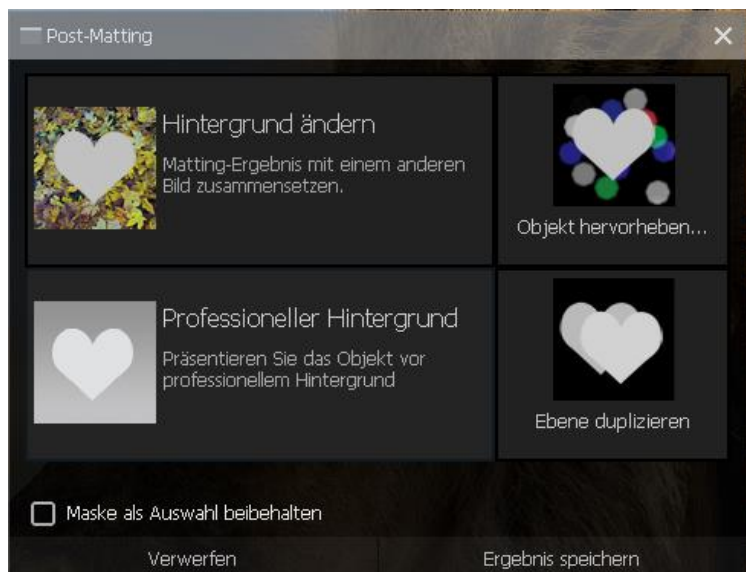 Post-Matting
Hintergrund ändern
Matting-Ergebnis mit einem anderen
Bild zusammensetzen.
Objekt hervorheben...
Professioneller Hintergrund
Präsentieren Sie das Objekt vor
professionellem Hintergrund
Ebene duplizieren
Maske als Auswahl beibehalten
Verwerfen
Ergebnis speichern